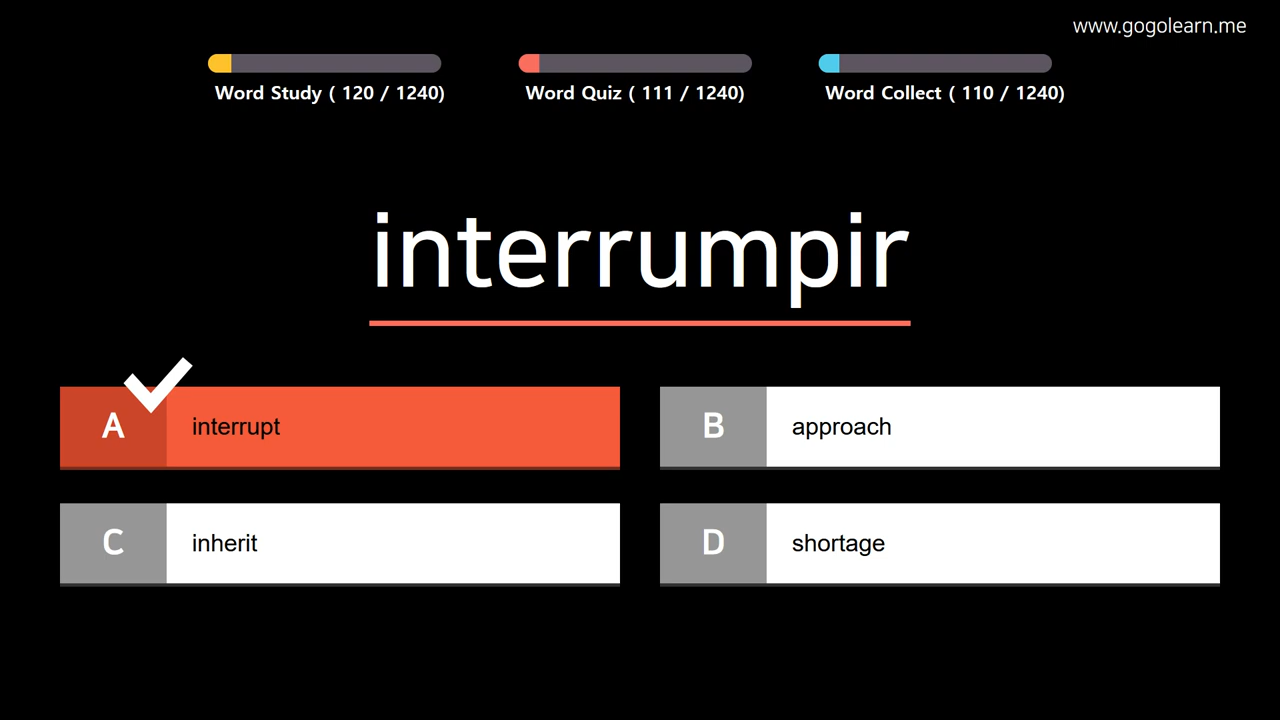 www.gogolearn.me
Word Study ( 120 / 1240)
Word Quiz ( 111 / 1240)
Word Collect ( 110 / 1240)
interrumpir
A interrupt
B approach
C inherit
D shortage